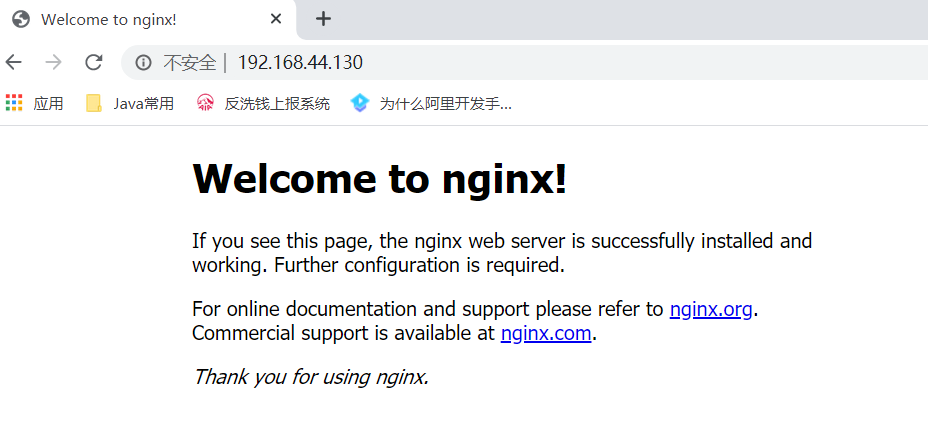 Welcome to nginx!
不安全 | 192.168.44.130
应用 Java常用 反洗钱上报系统 为什么阿里开发手...
Welcome to nginx!
If you see this page, the nginx web server is successfully installed and
working. Further configuration is required.
For online documentation and support please refer to nginx.org.
Commercial support is available at nginx.com.
Thank you for using nginx.